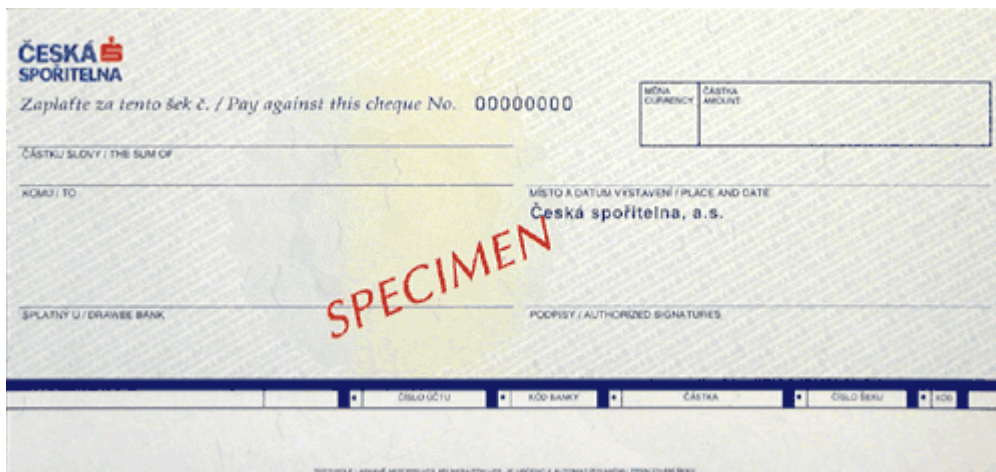 ČESKÁ
SPOŘITELNA
Zaplaťte za tento šek č. / Pay against this cheque No. 00000000
MĚNA CURRENCY
ČÁSTKA AMOUNT
ČÁSTKU SLOVY / THE SUM OF
KOMU / TO
MÍSTO A DATUM VYSTAVENÍ / PLACE AND DATE
Česká spořitelna, a.s.
SPECIMEN
SPLATNÝ U / DRAWEE BANK
PODPISY / AUTHORIZED SIGNATURES
ČÍSLO ÚČTU KÓD BANKY ČÁSTKA ČÍSLO ŠEKU KÓD